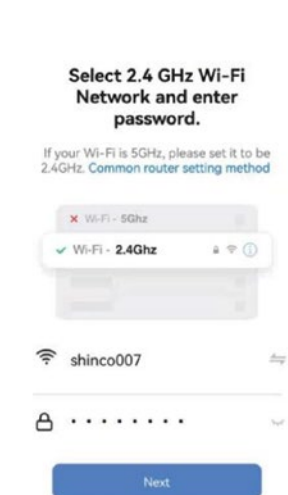 Select 2.4 GHz Wi-Fi
Network and enter
password.
If your Wi-Fi is 5GHz, please set it to be
2.4GHz. Common router setting method
Wi-Fi - 5Ghz
Wi-Fi - 2.4Ghz
shinco007
Next